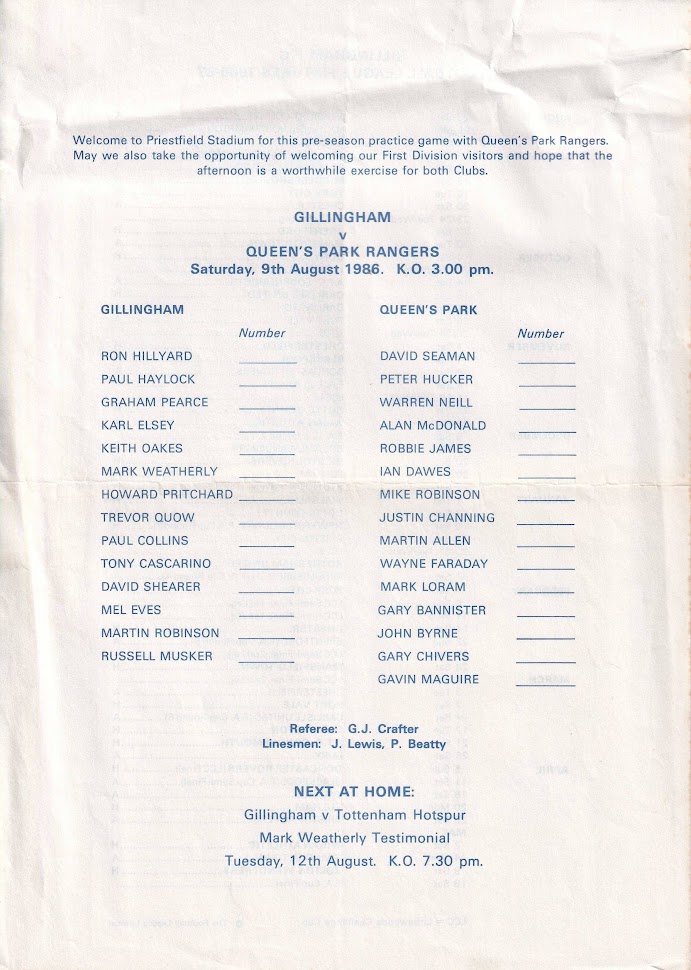 Welcome to Priestfield Stadium for this pre-season practice game with Queen's Park Rangers.
May we also take the opportunity of welcoming our First Division visitors and hope that the
afternoon is a worthwhile exercise for both Clubs.
GILLINGHAM
v
QUEEN'S PARK RANGERS
Saturday, 9th August 1986. K.O. 3.00 pm.
GILLINGHAM
Number
RON HILLYARD
PAUL HAYLOCK
GRAHAM PEARCE
KARL ELSEY
KEITH OAKES
MARK WEATHERLY
HOWARD PRITCHARD
TREVOR QUOW
PAUL COLLINS
TONY CASCARINO
DAVID SHEARER
MEL EVES
MARTIN ROBINSON
RUSSELL MUSKER
QUEEN'S PARK
Number
DAVID SEAMAN
PETER HUCKER
WARREN NEILL
ALAN McDONALD
ROBBIE JAMES
IAN DAWES
MIKE ROBINSON
JUSTIN CHANNING
MARTIN ALLEN
WAYNE FARADAY
MARK LORAM
GARY BANNISTER
JOHN BYRNE
GARY CHIVERS
GAVIN MAGUIRE
Referee: G.J. Crafter
Linesmen: J. Lewis, P. Beatty
NEXT AT HOME:
Gillingham v Tottenham Hotspur
Mark Weatherly Testimonial
Tuesday, 12th August. K.O. 7.30 pm.